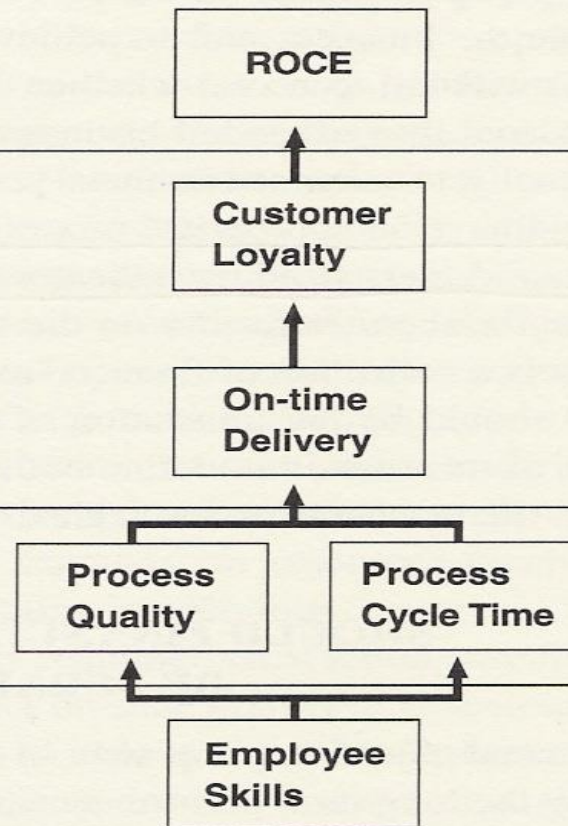 ROCE
Customer
Loyalty
On-time
Delivery
Process
Quality
Process
Cycle Time
Employee
Skills